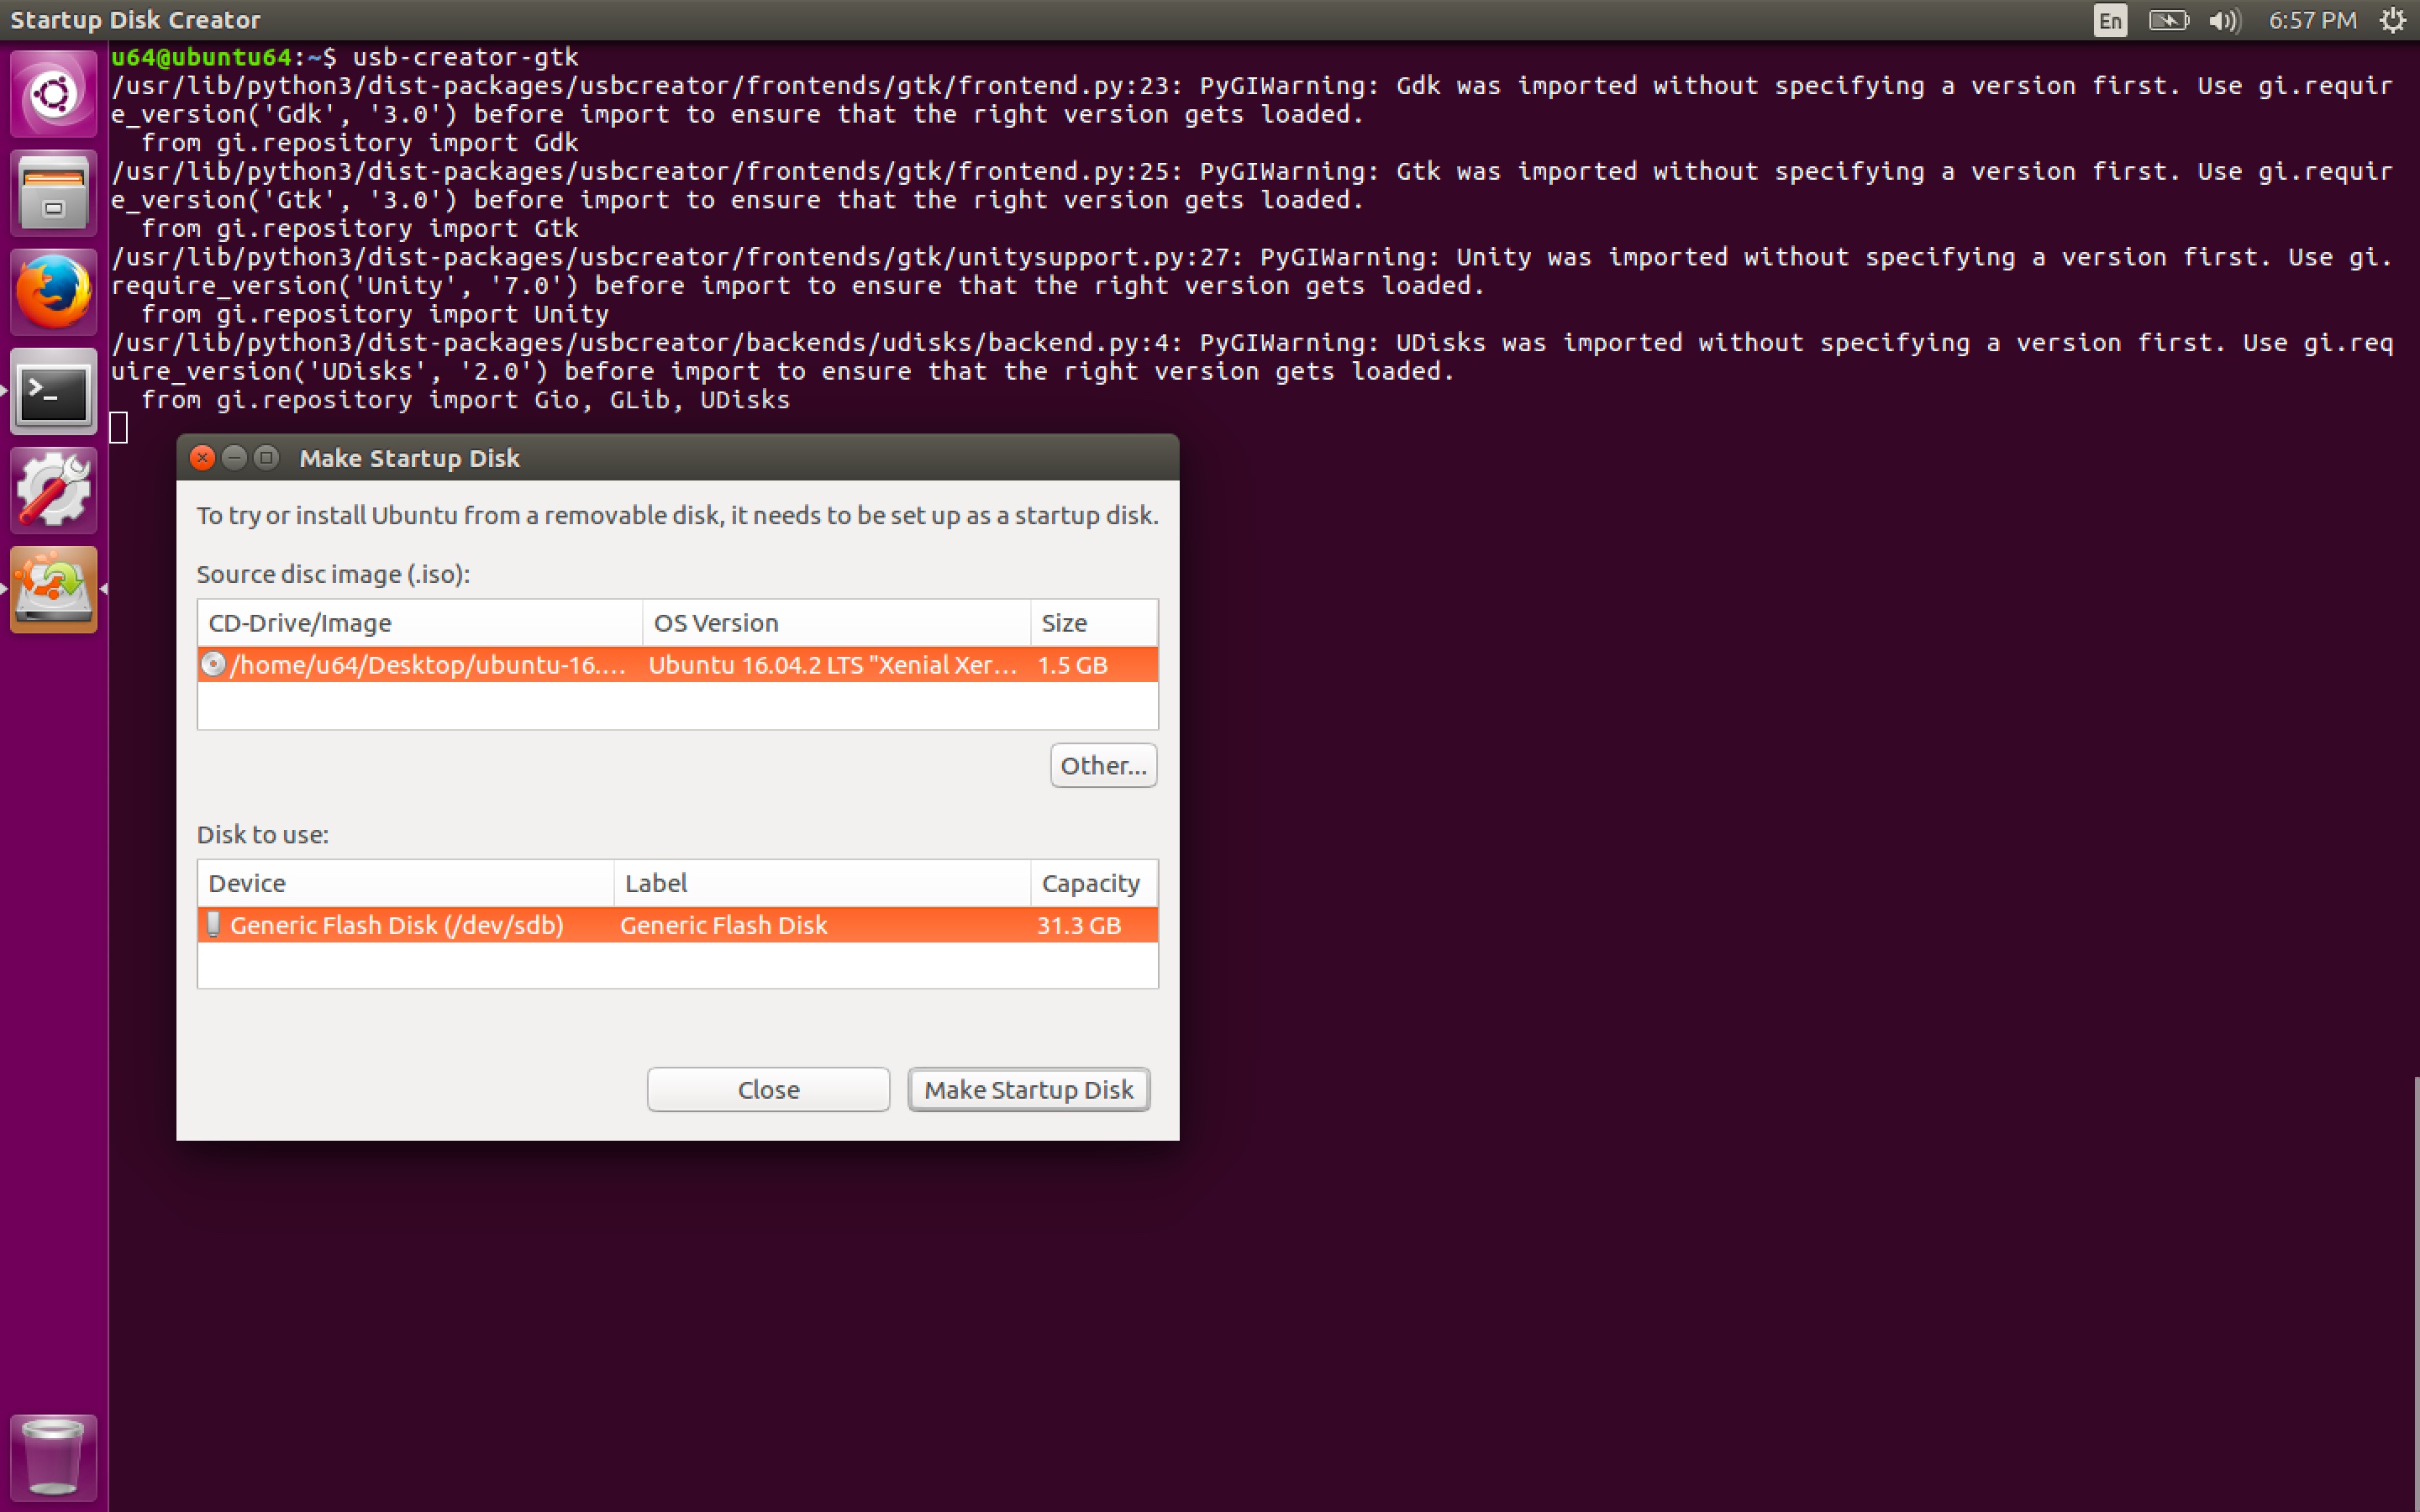 Startup Disk Creator
En
6:57 PM
u64@ubuntu64:~$ usb-creator-gtk
/usr/lib/python3/dist-packages/usbcreator/frontends/gtk/frontend.py:23: PyGIWarning: Gdk was imported without specifying a version first. Use gi.requir
e_version('Gdk', '3.0') before import to ensure that the right version gets loaded.
  from gi.repository import Gdk
/usr/lib/python3/dist-packages/usbcreator/frontends/gtk/frontend.py:25: PyGIWarning: Gtk was imported without specifying a version first. Use gi.requir
e_version('Gtk', '3.0') before import to ensure that the right version gets loaded.
  from gi.repository import Gtk
/usr/lib/python3/dist-packages/usbcreator/frontends/gtk/unitysupport.py:27: PyGIWarning: Unity was imported without specifying a version first. Use gi.
require_version('Unity', '7.0') before import to ensure that the right version gets loaded.
  from gi.repository import Unity
/usr/lib/python3/dist-packages/usbcreator/backends/udisks/backend.py:4: PyGIWarning: UDisks was imported without specifying a version first. Use gi.req
uire_version('UDisks', '2.0') before import to ensure that the right version gets loaded.
  from gi.repository import Gio, GLib, UDisks
Make Startup Disk
To try or install Ubuntu from a removable disk, it needs to be set up as a startup disk.
Source disc image (.iso):
CD-Drive/Image OS Version Size
/home/u64/Desktop/ubuntu-16.… Ubuntu 16.04.2 LTS "Xenial Xer… 1.5 GB
Other...
Disk to use:
Device Label Capacity
Generic Flash Disk (/dev/sdb) Generic Flash Disk 31.3 GB
Close Make Startup Disk